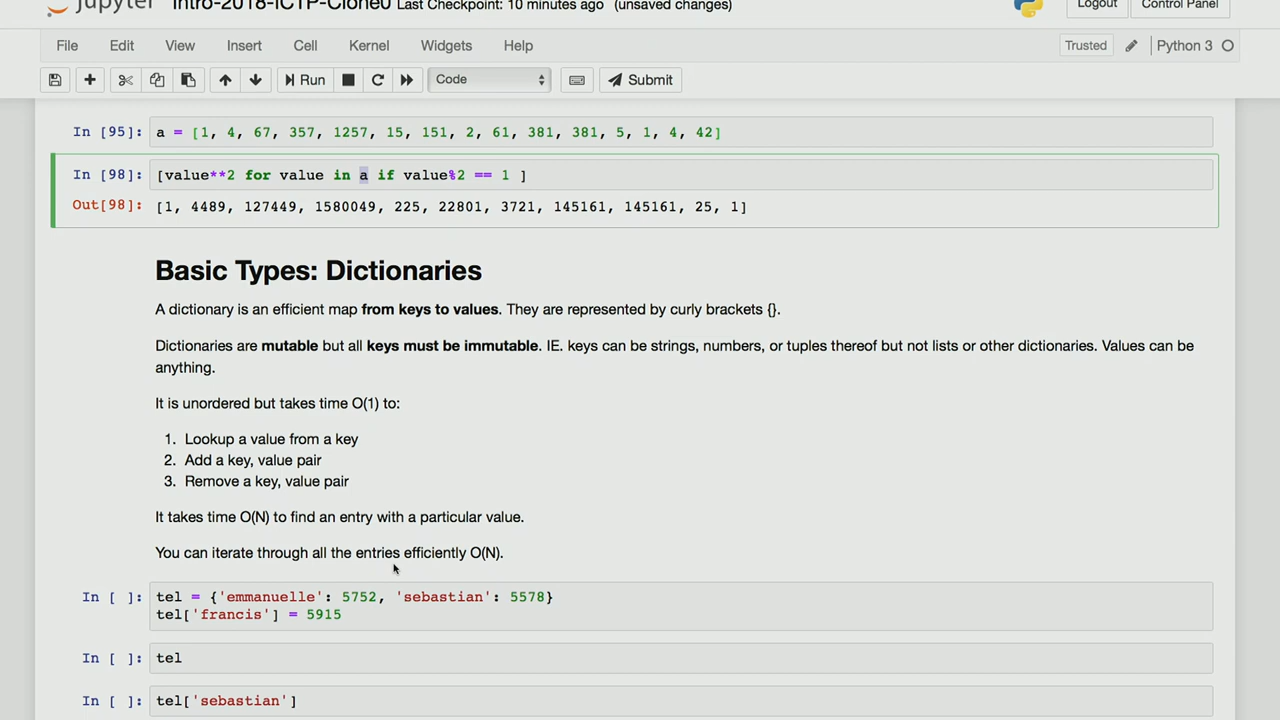 Jupyter Intro-2018-ICTP-Clone0 Last Checkpoint: 10 minutes ago (unsaved changes) Logout Control Panel
File Edit View Insert Cell Kernel Widgets Help Trusted Python 3
Run Code Submit
In [95]: a = [1, 4, 67, 357, 1257, 15, 151, 2, 61, 381, 381, 5, 1, 4, 42]
In [98]: [value**2 for value in a if value%2 == 1 ]
Out[98]: [1, 4489, 127449, 1580049, 225, 22801, 3721, 145161, 145161, 25, 1]
Basic Types: Dictionaries
A dictionary is an efficient map from keys to values. They are represented by curly brackets {}.
Dictionaries are mutable but all keys must be immutable. IE. keys can be strings, numbers, or tuples thereof but not lists or other dictionaries. Values can be
anything.
It is unordered but takes time O(1) to:
1. Lookup a value from a key
2. Add a key, value pair
3. Remove a key, value pair
It takes time O(N) to find an entry with a particular value.
You can iterate through all the entries efficiently O(N).
In [ ]: tel = {'emmanuelle': 5752, 'sebastian': 5578}
tel['francis'] = 5915
In [ ]: tel
In [ ]: tel['sebastian']